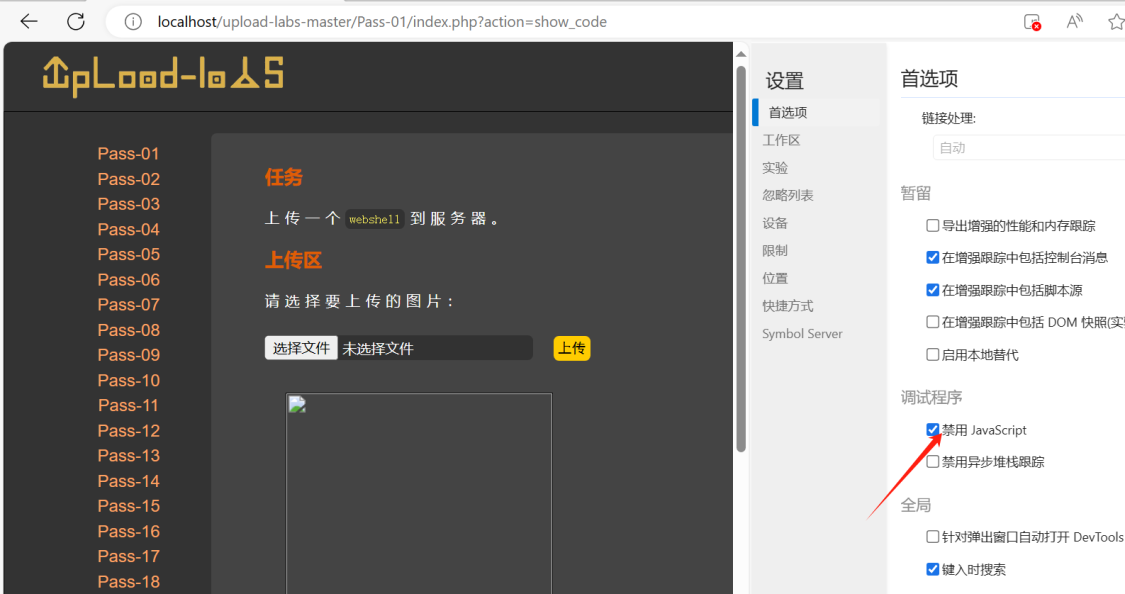 localhost/upload-labs-master/Pass-01/index.php?action=show_code
UpLoad-labs
Pass-01
Pass-02
Pass-03
Pass-04
Pass-05
Pass-06
Pass-07
Pass-08
Pass-09
Pass-10
Pass-11
Pass-12
Pass-13
Pass-14
Pass-15
Pass-16
Pass-17
Pass-18
任务
上传一个 webshell 到服务器。
上传区
请选择要上传的图片：
选择文件 未选择文件 上传
设置
首选项
工作区
实验
忽略列表
设备
限制
位置
快捷方式
Symbol Server
首选项
链接处理:
自动
暂留
导出增强的性能和内存跟踪
在增强跟踪中包括控制台消息
在增强跟踪中包括脚本源
在增强跟踪中包括 DOM 快照(实
启用本地替代
调试程序
禁用 JavaScript
禁用异步堆栈跟踪
全局
针对弹出窗口自动打开 DevTools
键入时搜索